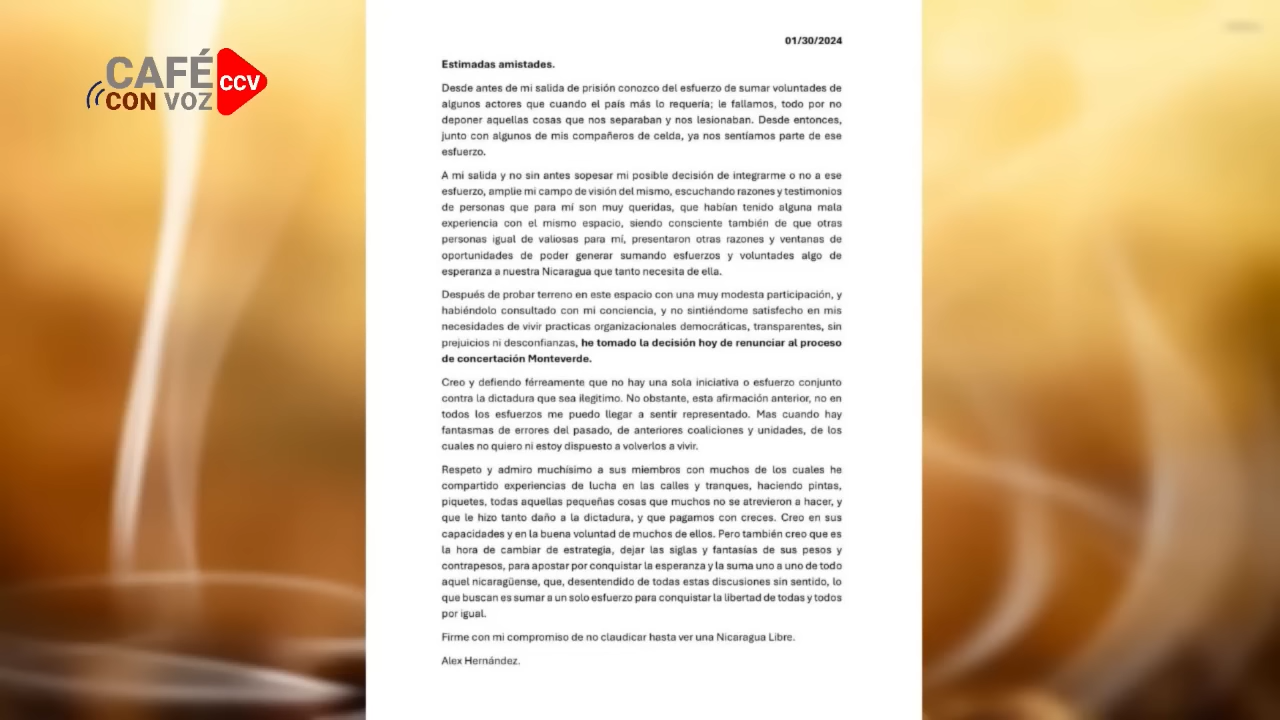 CAFÉ
CON VOZ
CCV
01/30/2024
Estimadas amistades.
Desde antes de mi salida de prisión conozco del esfuerzo de sumar voluntades de
algunos actores que cuando el país más lo requería; le fallamos, todo por no
deponer aquellas cosas que nos separaban y nos lesionaban. Desde entonces,
junto con algunos de mis compañeros de celda, ya nos sentíamos parte de ese
esfuerzo.
A mi salida y no sin antes sopesar mi posible decisión de integrarme o no a ese
esfuerzo, amplie mi campo de visión del mismo, escuchando razones y testimonios
de personas que para mí son muy queridas, que habían tenido alguna mala
experiencia con el mismo espacio, siendo consciente también de que otras
personas igual de valiosas para mí, presentaron otras razones y ventanas de
oportunidades de poder generar sumando esfuerzos y voluntades algo de
esperanza a nuestra Nicaragua que tanto necesita de ella.
Después de probar terreno en este espacio con una muy modesta participación, y
habiéndolo consultado con mi conciencia, y no sintiéndome satisfecho en mis
necesidades de vivir practicas organizacionales democráticas, transparentes, sin
prejuicios ni desconfianzas, he tomado la decisión hoy de renunciar al proceso
de concertación Monteverde.
Creo y defiendo férreamente que no hay una sola iniciativa o esfuerzo conjunto
contra la dictadura que sea ilegitimo. No obstante, esta afirmación anterior, no en
todos los esfuerzos me puedo llegar a sentir representado. Mas cuando hay
fantasmas de errores del pasado, de anteriores coaliciones y unidades, de los
cuales no quiero ni estoy dispuesto a volverlos a vivir.
Respeto y admiro muchísimo a sus miembros con muchos de los cuales he
compartido experiencias de lucha en las calles y tranques, haciendo pintas,
piquetes, todas aquellas pequeñas cosas que muchos no se atrevieron a hacer, y
que le hizo tanto daño a la dictadura, y que pagamos con creces. Creo en sus
capacidades y en la buena voluntad de muchos de ellos. Pero también creo que es
la hora de cambiar de estrategia, dejar las siglas y fantasías de sus pesos y
contrapesos, para apostar por conquistar la esperanza y la suma uno a uno de todo
aquel nicaragüense, que, desentendido de todas estas discusiones sin sentido, lo
que buscan es sumar a un solo esfuerzo para conquistar la libertad de todas y todos
por igual.
Firme con mi compromiso de no claudicar hasta ver una Nicaragua Libre.
Alex Hernández.